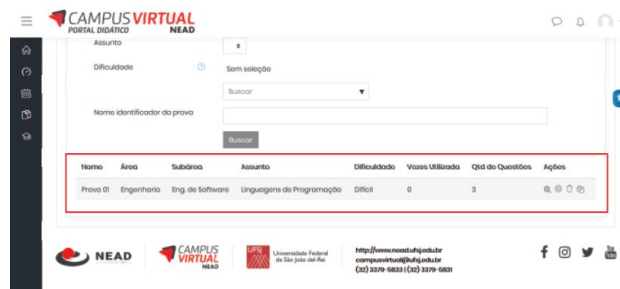 CAMPUS VIRTUAL
PORTAL DIDÁTICO NEAD
Assunto
Dificuldade Sem seleção
Buscar
Nome identificador da prova
Buscar
Nome Área Subárea Assunto Dificuldade Vezes Utilizada Qtd de Questões Ações
Prova 01 Engenharia Eng. de Software Linguagens de Programação Difícil 0 3
NEAD
CAMPUS
VIRTUAL
NEAD
UFSJ
Universidade Federal
de São João del-Rei
http://www.nead.ufsj.edu.br
campusvirtual@ufsj.edu.br
(32) 3379-5833 | (32) 3379-5831